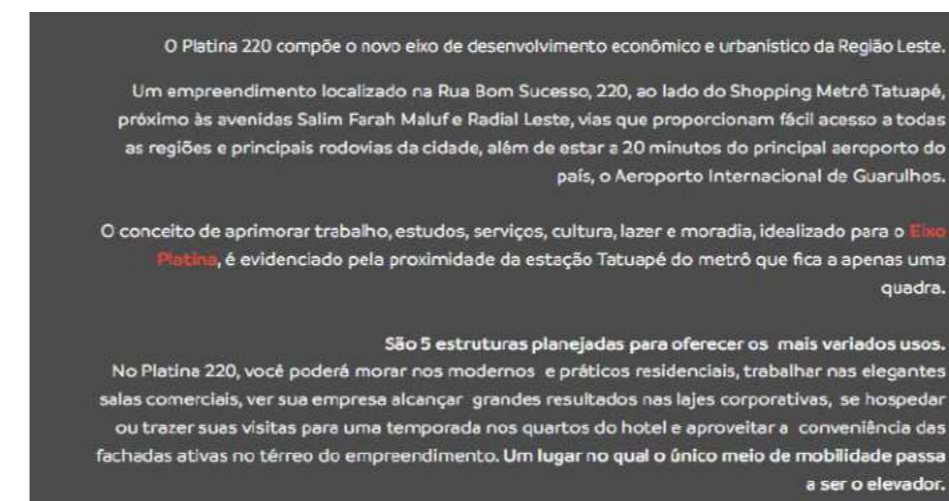 O Platina 220 compõe o novo eixo de desenvolvimento econômico e urbanístico da Região Leste.
Um empreendimento localizado na Rua Bom Sucesso, 220, ao lado do Shopping Metrô Tatuapé,
próximo às avenidas Salim Farah Maluf e Radial Leste, vias que proporcionam fácil acesso a todas
as regiões e principais rodovias da cidade, além de estar a 20 minutos do principal aeroporto do
país, o Aeroporto Internacional de Guarulhos.
O conceito de aprimorar trabalho, estudos, serviços, cultura, lazer e moradia, idealizado para o Eixo
Platina, é evidenciado pela proximidade da estação Tatuapé do metrô que fica a apenas uma
quadra.
São 5 estruturas planejadas para oferecer os mais variados usos.
No Platina 220, você poderá morar nos modernos e práticos residenciais, trabalhar nas elegantes
salas comerciais, ver sua empresa alcançar grandes resultados nas lajes corporativas, se hospedar
ou trazer suas visitas para uma temporada nos quartos do hotel e aproveitar a conveniência das
fachadas ativas no térreo do empreendimento. Um lugar no qual o único meio de mobilidade passa
a ser o elevador.